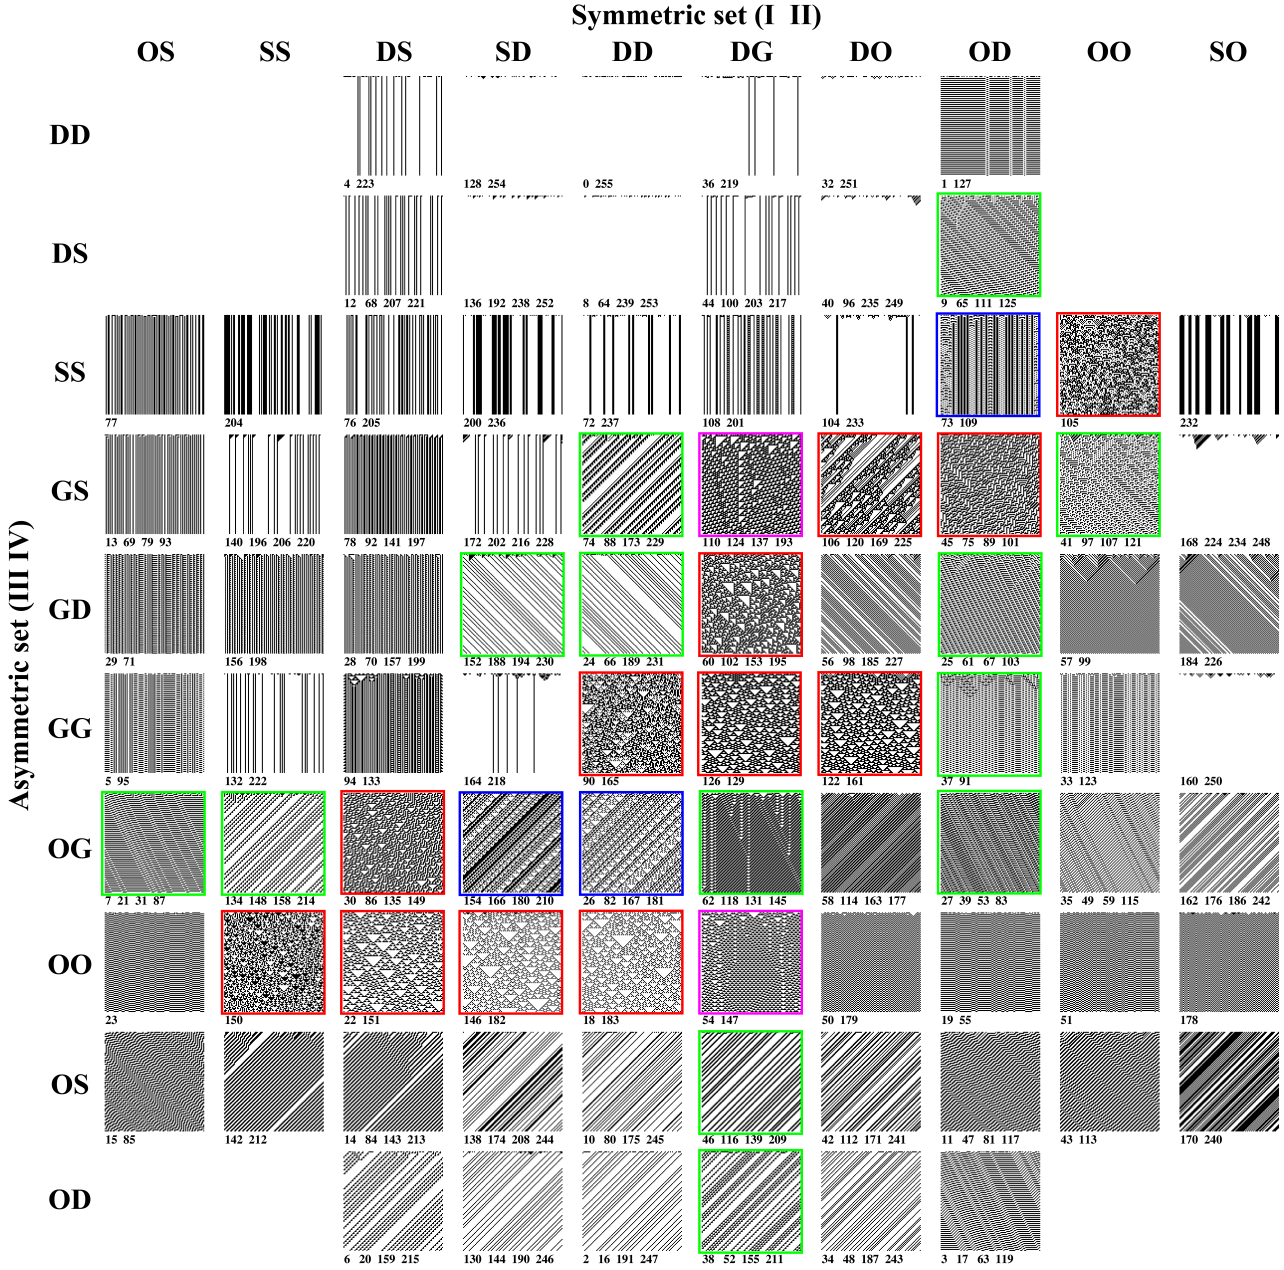 Symmetric set (I II)
OS SS DS SD DD DG DO OD OO SO
Asymmetric set (III IV)
DD
4 223 128 254 0 255 36 219 32 251 1 127
DS
12 68 207 221 136 192 238 252 8 64 239 253 44 100 203 217 40 96 235 249 9 65 111 125
SS
77 204 76 205 200 236 72 237 108 201 104 233 73 109 105 232
GS
13 69 79 93 140 196 206 220 78 92 141 197 172 202 216 228 74 88 173 229 110 124 137 193 106 120 169 225 45 75 89 101 41 97 107 121 168 224 234 248
GD
29 71 156 198 28 70 157 199 152 188 194 230 24 66 189 231 60 102 153 195 56 98 185 227 25 61 67 103 57 99 184 226
GG
5 95 132 222 94 133 164 218 90 165 126 129 122 161 37 91 33 123 160 250
OG
7 21 31 87 134 148 158 214 30 86 135 149 154 166 180 210 26 82 167 181 62 118 131 145 58 114 163 177 27 39 53 83 35 49 59 115 162 176 186 242
OO
23 150 22 151 146 182 18 183 54 147 50 179 19 55 51 178
OS
15 85 142 212 14 84 143 213 138 174 208 244 10 80 175 245 46 116 139 209 42 112 171 241 11 47 81 117 43 113 170 240
OD
6 20 159 215 130 144 190 246 2 16 191 247 38 52 155 211 34 48 187 243 3 17 63 119